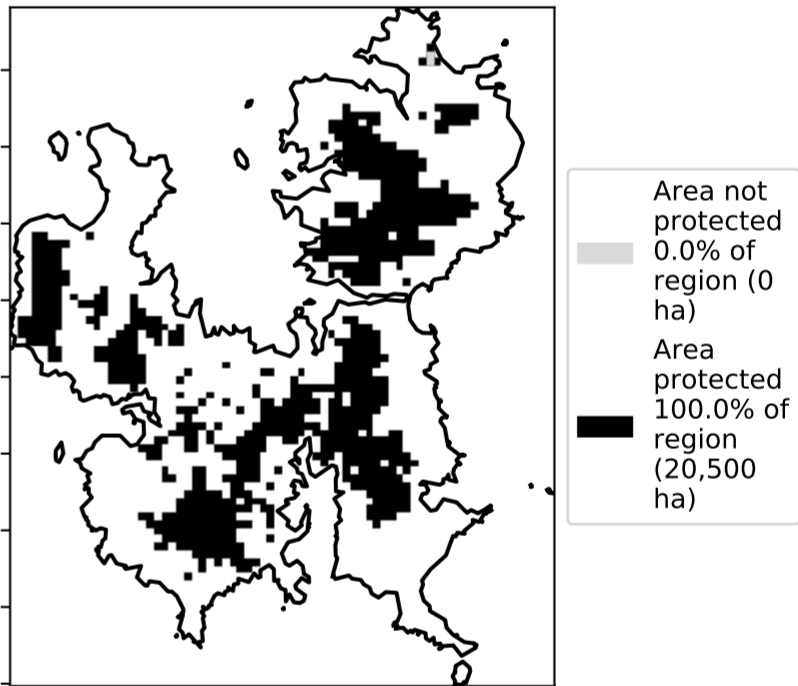 Area not
protected
0.0% of
region (0
ha)
Area
protected
100.0% of
region
(20,500
ha)